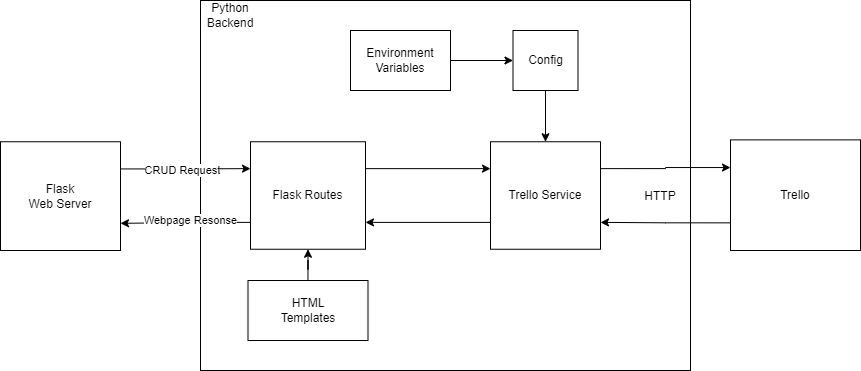 Python
Backend
Environment
Variables
Config
Flask
Web Server
CRUD Request
Webpage Resonse
Flask Routes
Trello Service
HTTP
Trello
HTML
Templates